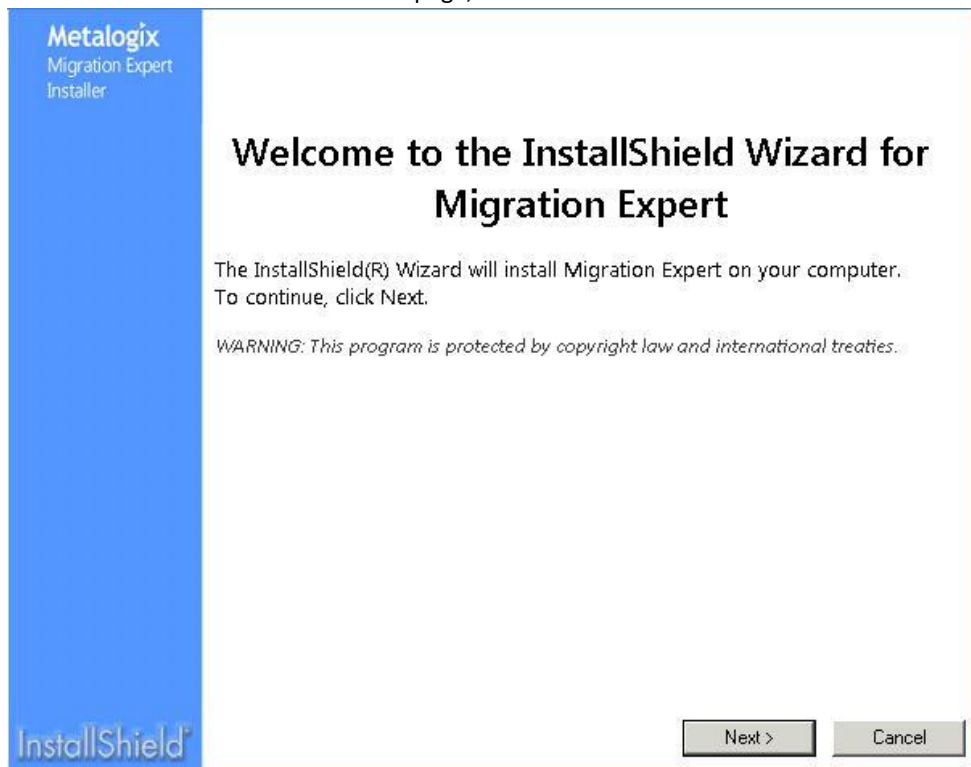 page,
Metalogix
Migration Expert
Installer
Welcome to the InstallShield Wizard for
Migration Expert
The InstallShield(R) Wizard will install Migration Expert on your computer.
To continue, click Next.
WARNING: This program is protected by copyright law and international treaties.
InstallShield
Next >
Cancel